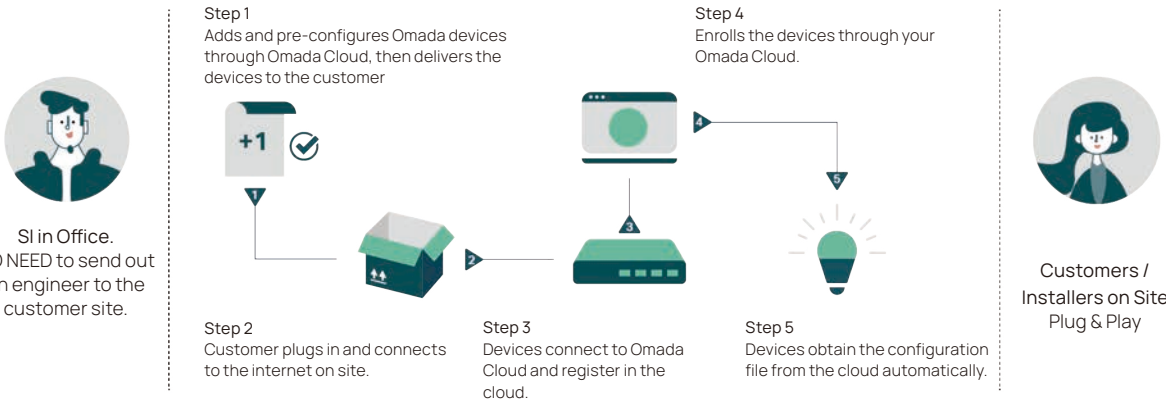 Step 1
Adds and pre-configures Omada devices
through Omada Cloud, then delivers the
devices to the customer
Step 4
Enrolls the devices through your
Omada Cloud.
+1
1
2
3
4
5
SI in Office.
NEED to send out
engineer to the
customer site.
Step 2
Customer plugs in and connects
to the internet on site.
Step 3
Devices connect to Omada
Cloud and register in the
cloud.
Step 5
Devices obtain the configuration
file from the cloud automatically.
Customers /
Installers on Site
Plug & Play